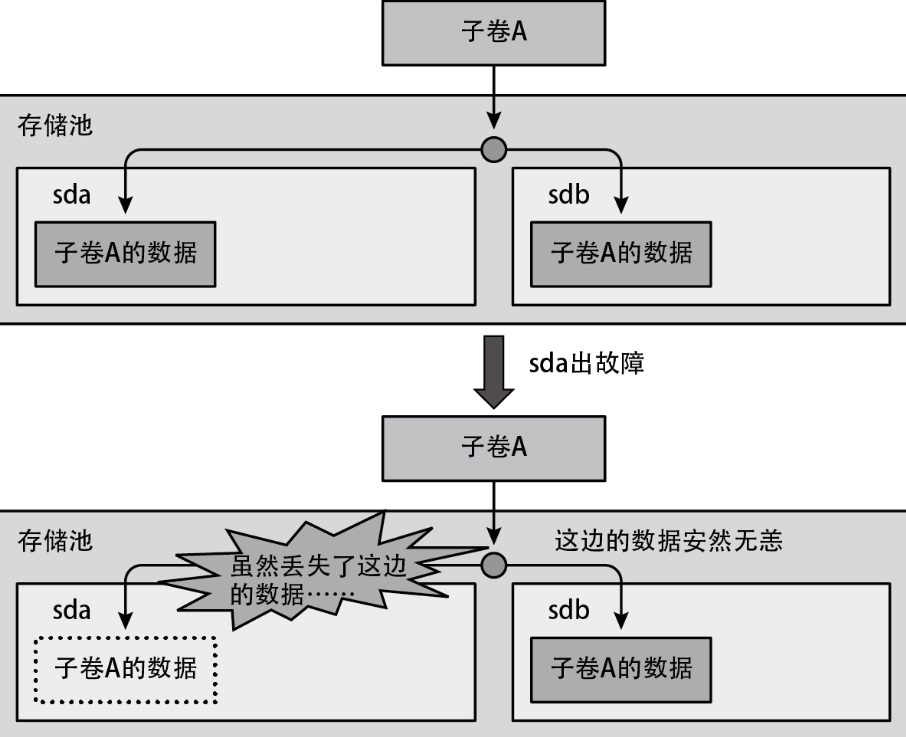 子卷A
存储池
sda
sdb
子卷A的数据
子卷A的数据
sda出故障
子卷A
存储池
虽然丢失了这边
的数据……
这边的数据安然无恙
sda
sdb
子卷A的数据
子卷A的数据